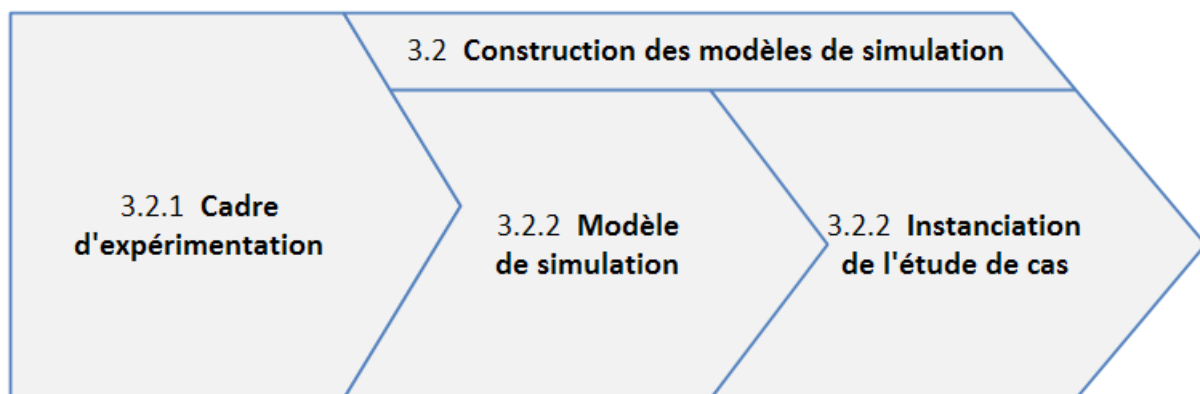 3.2 Construction des modèles de simulation
3.2.1 Cadre
d'expérimentation
3.2.2 Modèle
de simulation
3.2.2 Instanciation
de l'étude de cas